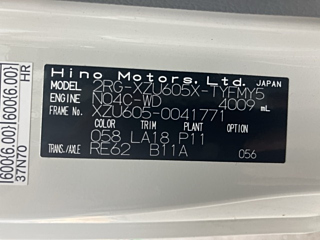 Hino Motors, Ltd. JAPAN
MODEL 2RG-XZU605X-TYFMY5
ENGINE N04C-WD 4009 mL
FRAME No. XZU605-0041771
COLOR TRIM PLANT OPTION
058 LA18 P11
TRANS./AXLE RE62 B11A 056
600(6.00) 600(6.00) HR
37N70